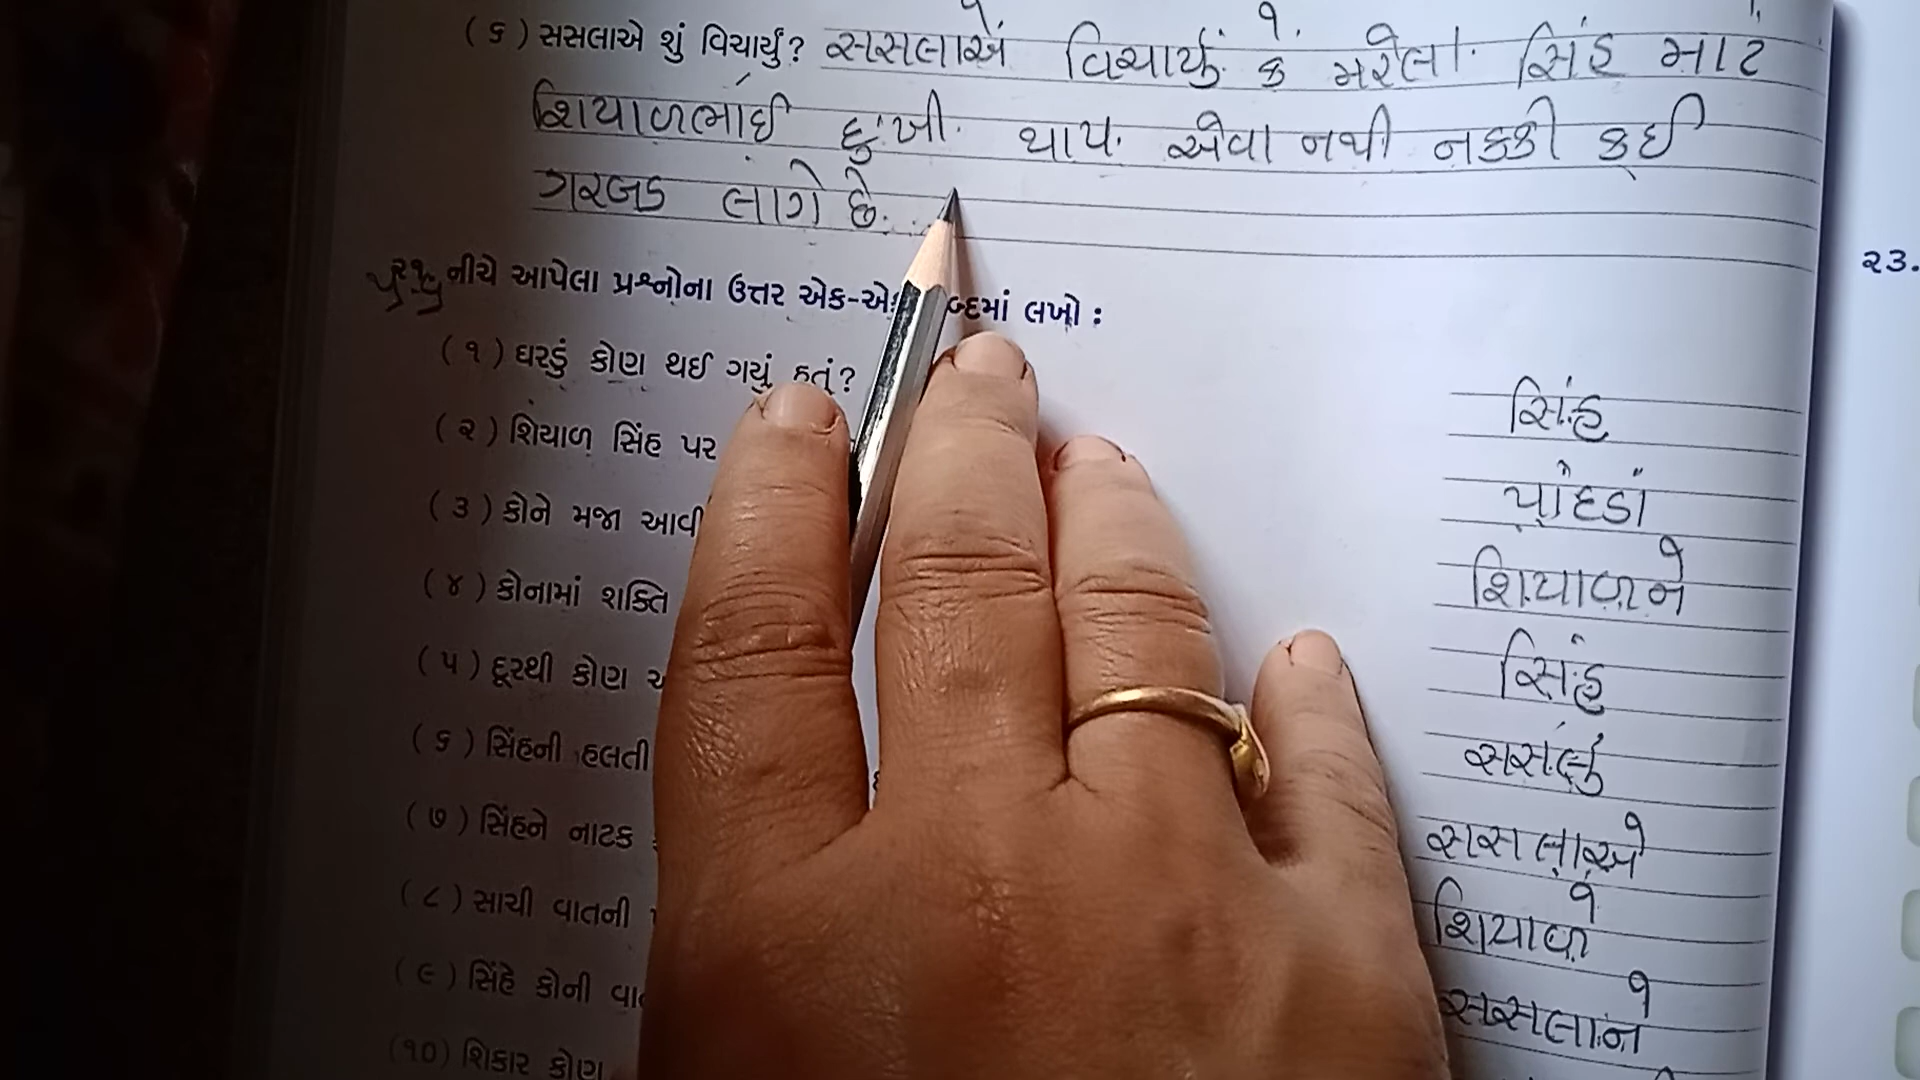 (૬) સસલાએ શું વિચાર્યું? સસલાએ વિચાર્યું કે મરેલા સિંહ માટે
શિયાળભાઈ દુઃખી થાય એવા નથી નક્કી કઈ
ગરબડ લાગે છે.
નીચે આપેલા પ્રશ્નોના ઉત્તર એક-એક શબ્દમાં લખો :
૨૩.
(૧) ઘરડું કોણ થઈ ગયું હતું? સિંહ
(૨) શિયાળ સિંહ પર પાંદડાં
(૩) કોને મજા આવી શિયાળને
(૪) કોનામાં શક્તિ સિંહ
(૫) દૂરથી કોણ સસલું
(૬) સિંહની હલતી સસલાએ
(૭) સિંહને નાટક શિયાળે
(૮) સાચી વાતની સસલાને
(૯) સિંહે કોની
(૧૦) શિકાર કોણ